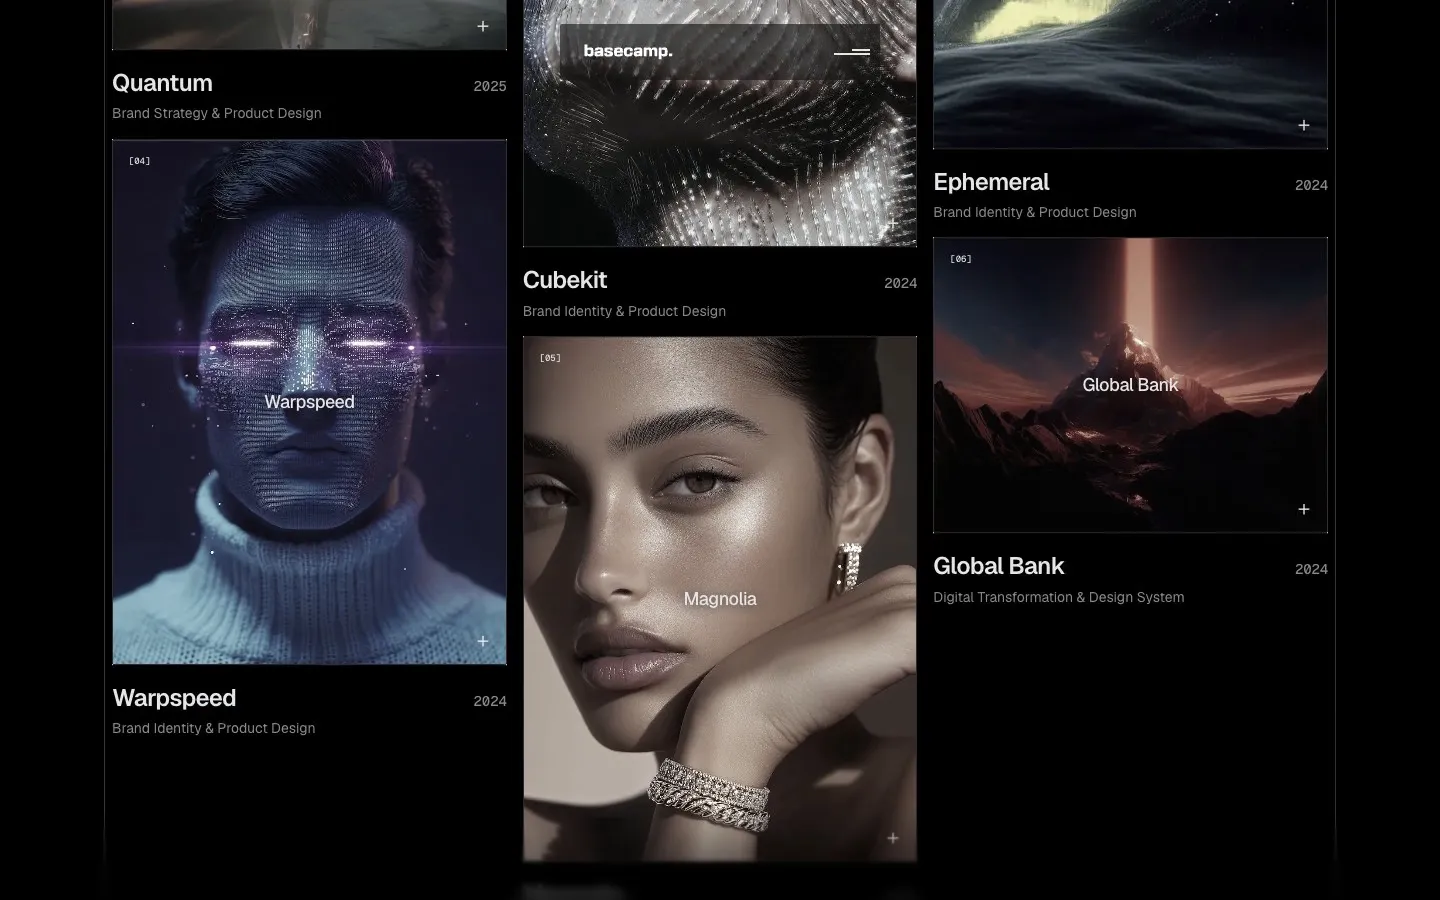 basecamp.
Quantum
2025
Brand Strategy & Product Design
[04]
Warpspeed
Warpspeed
2024
Brand Identity & Product Design
Cubekit
2024
Brand Identity & Product Design
[05]
Magnolia
Ephemeral
2024
Brand Identity & Product Design
[06]
Global Bank
Global Bank
2024
Digital Transformation & Design System